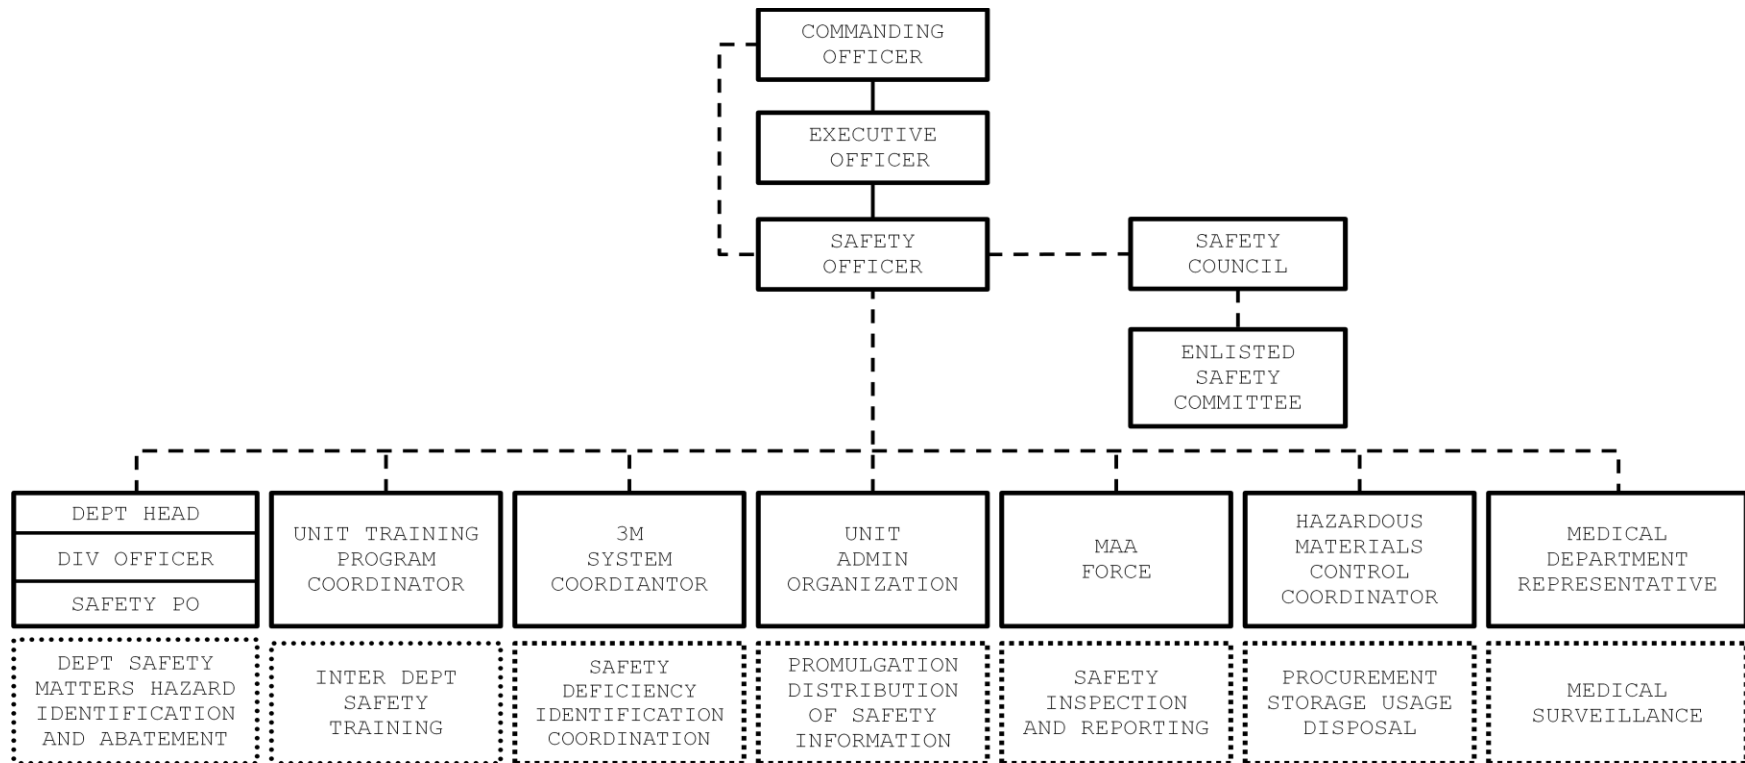 COMMANDING
OFFICER
EXECUTIVE
OFFICER
SAFETY
OFFICER
SAFETY
COUNCIL
ENLISTED
SAFETY
COMMITTEE
DEPT HEAD
DIV OFFICER
SAFETY PO
UNIT TRAINING
PROGRAM
COORDINATOR
3M
SYSTEM
COORDIANTOR
UNIT
ADMIN
ORGANIZATION
MAA
FORCE
HAZARDOUS
MATERIALS
CONTROL
COORDINATOR
MEDICAL
DEPARTMENT
REPRESENTATIVE
DEPT SAFETY
MATTERS HAZARD
IDENTIFICATION
AND ABATEMENT
INTER DEPT
SAFETY
TRAINING
SAFETY
DEFICIENCY
IDENTIFICATION
COORDINATION
PROMULGATION
DISTRIBUTION
OF SAFETY
INFORMATION
SAFETY
INSPECTION
AND REPORTING
PROCUREMENT
STORAGE USAGE
DISPOSAL
MEDICAL
SURVEILLANCE